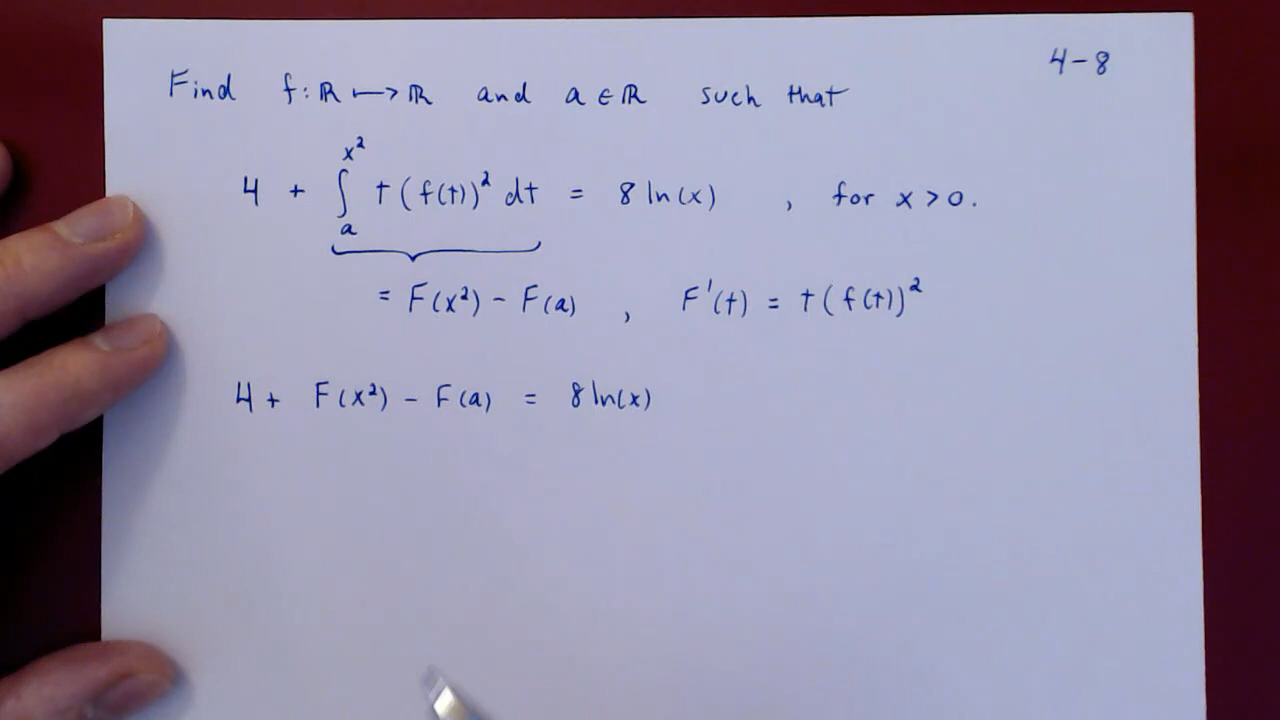 4-8
Find f: ℝ ⟼ ℝ and a ∈ ℝ such that
4 + ∫ₐ^(x²) t (f(t))² dt = 8 ln(x) , for x > 0.
= F(x²) - F(a) , F'(t) = t (f(t))²
4 + F(x²) - F(a) = 8 ln(x)